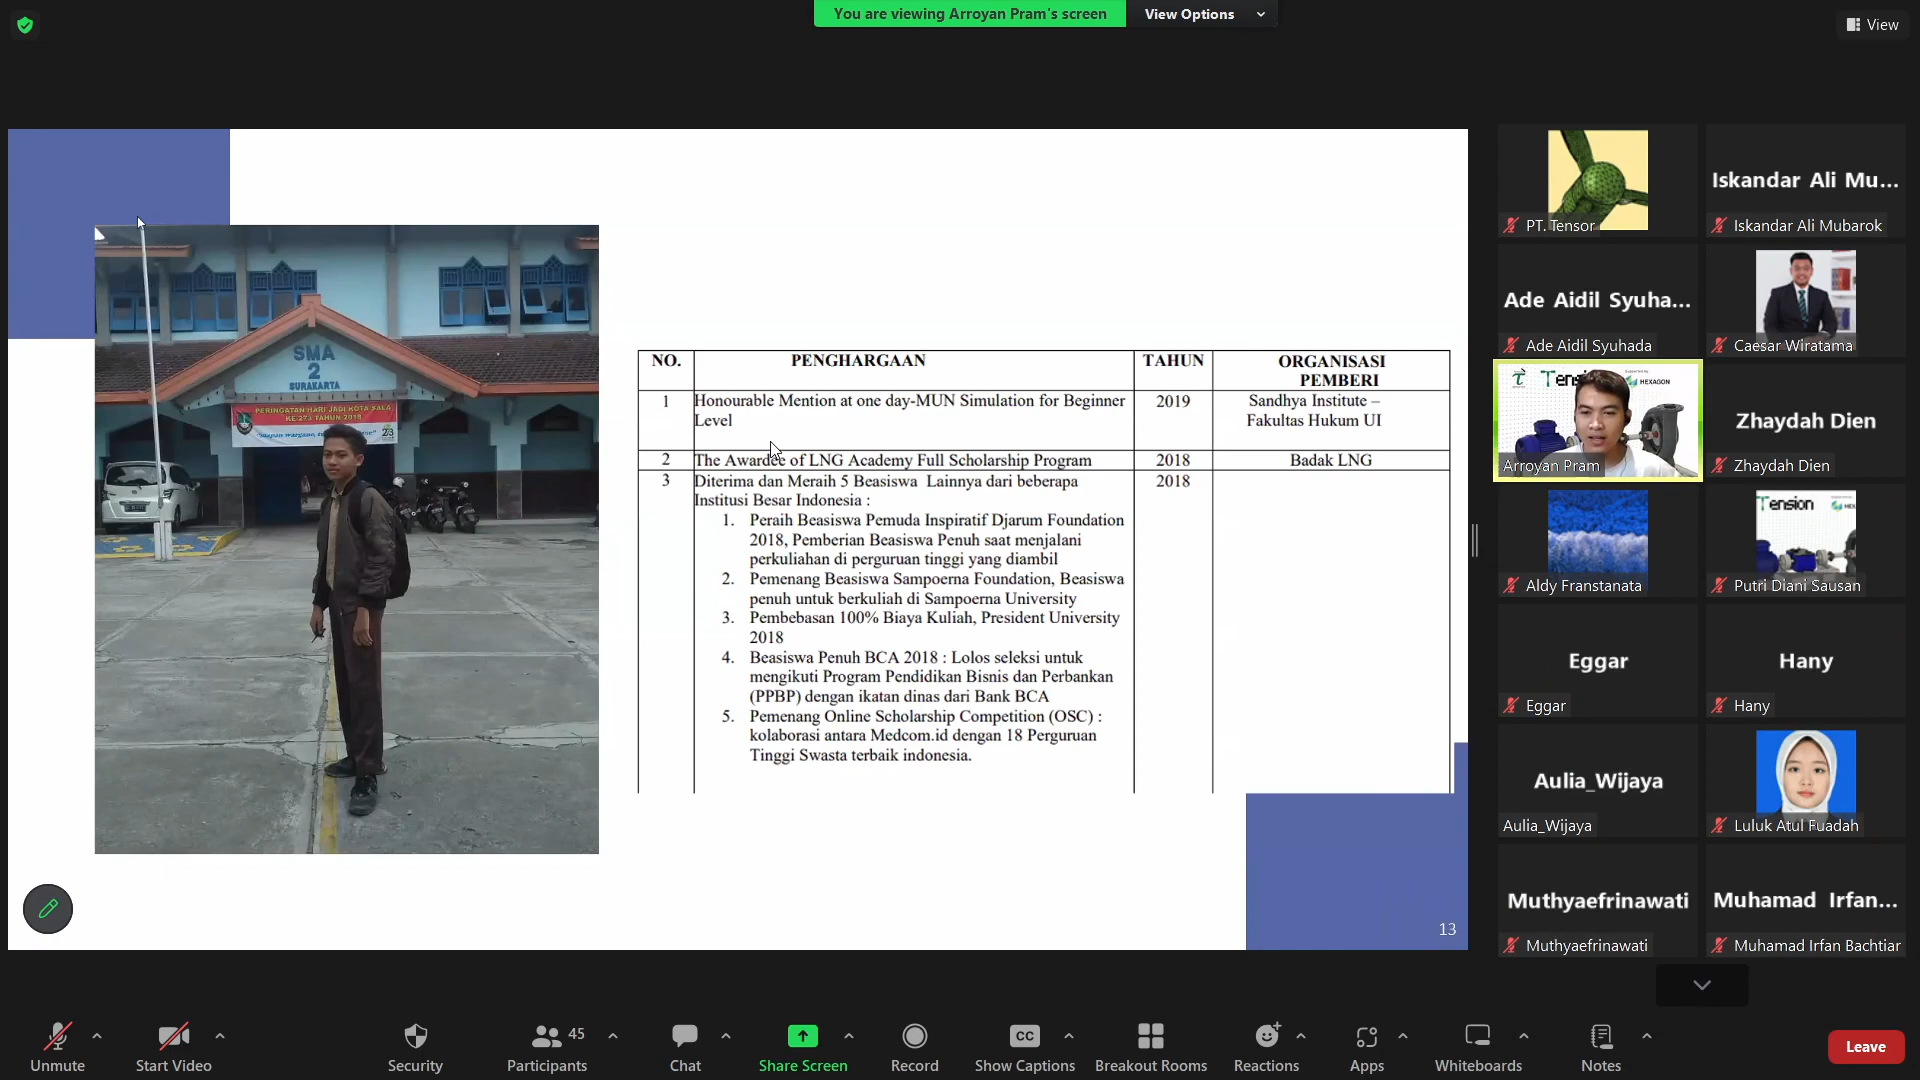 You are viewing Arroyan Pram's screen
View Options
View
SMA
2
SURAKARTA
PERINGATAN HARI JADI KOTA SALA
KE 273 TAHUN 2018
NO.
PENGHARGAAN
TAHUN
ORGANISASI
PEMBERI
1
Honourable Mention at one day-MUN Simulation for Beginner
Level
2019
Sandhya Institute –
Fakultas Hukum UI
2
The Awardee of LNG Academy Full Scholarship Program
2018
Badak LNG
3
Diterima dan Meraih 5 Beasiswa Lainnya dari beberapa
Institusi Besar Indonesia :
2018
1. Peraih Beasiswa Pemuda Inspiratif Djarum Foundation
2018, Pemberian Beasiswa Penuh saat menjalani
perkuliahan di perguruan tinggi yang diambil
2. Pemenang Beasiswa Sampoerna Foundation, Beasiswa
penuh untuk berkuliah di Sampoerna University
3. Pembebasan 100% Biaya Kuliah, President University
2018
4. Beasiswa Penuh BCA 2018 : Lolos seleksi untuk
mengikuti Program Pendidikan Bisnis dan Perbankan
(PPBP) dengan ikatan dinas dari Bank BCA
5. Pemenang Online Scholarship Competition (OSC) :
kolaborasi antara Medcom.id dengan 18 Perguruan
Tinggi Swasta terbaik indonesia.
13
PT. Tensor
Iskandar Ali Mu...
Iskandar Ali Mubarok
Ade Aidil Syuha...
Ade Aidil Syuhada
Caesar Wiratama
HEXAGON
Arroyan Pram
Zhaydah Dien
Zhaydah Dien
Aldy Franstanata
Tension
Putri Diani Sausan
Eggar
Eggar
Hany
Hany
Aulia_Wijaya
Aulia_Wijaya
Luluk Atul Fuadah
Muthyaefrinawati
Muthyaefrinawati
Muhamad Irfan...
Muhamad Irfan Bachtiar
Unmute
Start Video
Security
45
Participants
Chat
Share Screen
Record
CC
Show Captions
Breakout Rooms
Reactions
Apps
Whiteboards
Notes
Leave